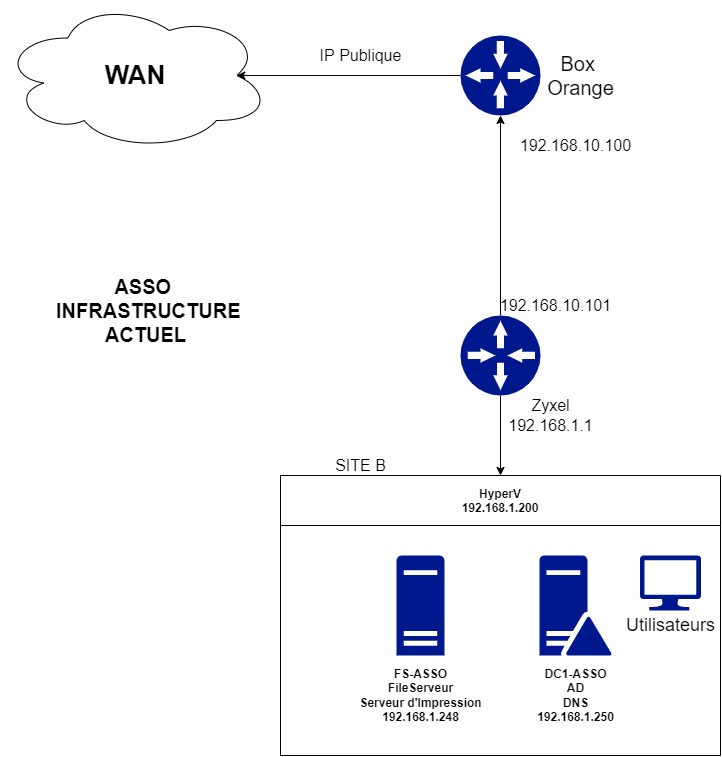 WAN
IP Publique
Box
Orange
192.168.10.100
ASSO
INFRASTRUCTURE
ACTUEL
192.168.10.101
Zyxel
192.168.1.1
SITE B
HyperV
192.168.1.200
Utilisateurs
FS-ASSO
FileServeur
Serveur d'Impression
192.168.1.248
DC1-ASSO
AD
DNS
192.168.1.250